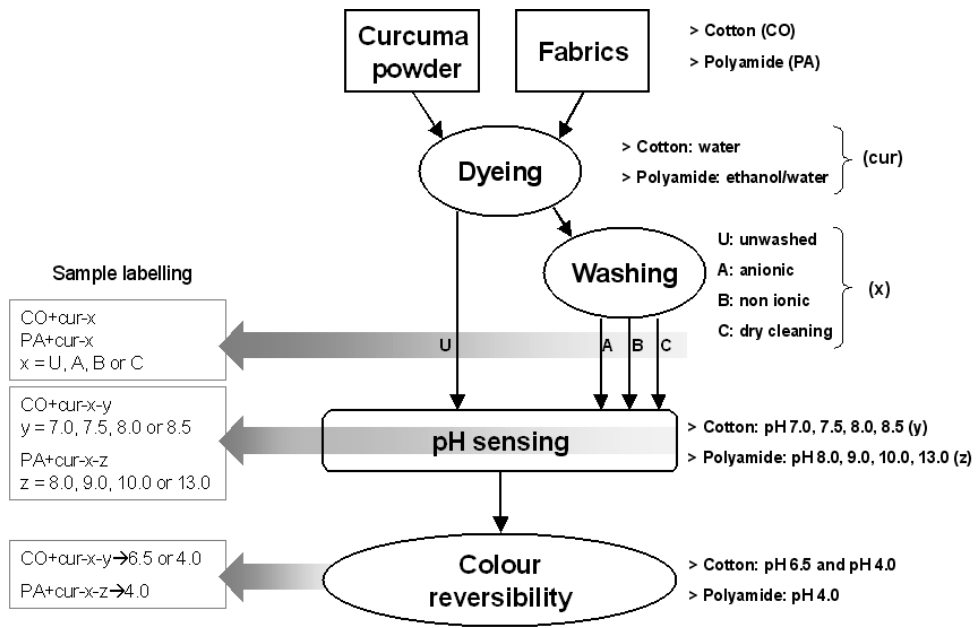 Curcuma
powder
Fabrics
> Cotton (CO)
> Polyamide (PA)
Dyeing
> Cotton: water
> Polyamide: ethanol/water
(cur)
Washing
U: unwashed
A: anionic
B: non ionic
C: dry cleaning
(x)
Sample labelling
CO+cur-x
PA+cur-x
x = U, A, B or C
U
A
B
C
CO+cur-x-y
y = 7.0, 7.5, 8.0 or 8.5
PA+cur-x-z
z = 8.0, 9.0, 10.0 or 13.0
pH sensing
> Cotton: pH 7.0, 7.5, 8.0, 8.5 (y)
> Polyamide: pH 8.0, 9.0, 10.0, 13.0 (z)
CO+cur-x-y→6.5 or 4.0
PA+cur-x-z→4.0
Colour
reversibility
> Cotton: pH 6.5 and pH 4.0
> Polyamide: pH 4.0